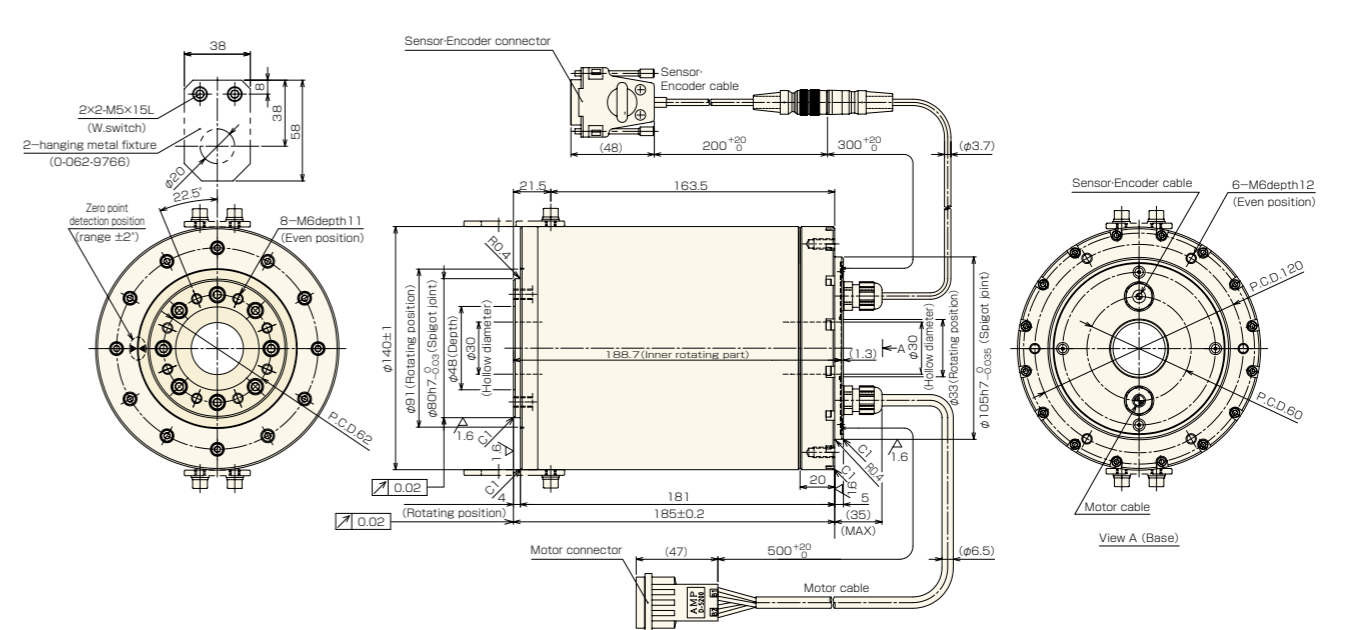 38
8
38
58
2×2-M5×15L
(W.switch)
2-hanging metal fixture
(0-062-9766)
φ20
22.5°
Zero point
detection position
(range ±2°)
8-M6depth11
(Even position)
P.C.D.62
Sensor·Encoder connector
Sensor·
Encoder cable
(48)
200 +20 0
300 +20 0
(φ3.7)
21.5
163.5
R0.4
φ140±1
φ91(Rotating position)
φ80h7 0 -0.03 (Spigot joint)
φ48(Depth)
φ30
(Hollow diameter)
188.7(Inner rotating part)
(1.3)
A
φ30
(Hollow diameter)
φ33(Rotating position)
φ105h7 0 -0.035 (Spigot joint)
C1
1.6
1.6
C1
4
0.02
0.02
(Rotating position)
181
185±0.2
20
C1
1.6
C1
R0.4
1.6
5
(35)
(MAX)
Motor connector
(47)
500 +20 0
(φ6.5)
Motor cable
AMP
D-5200
Sensor·Encoder cable
6-M6depth12
(Even position)
P.C.D.120
P.C.D.60
Motor cable
View A (Base)